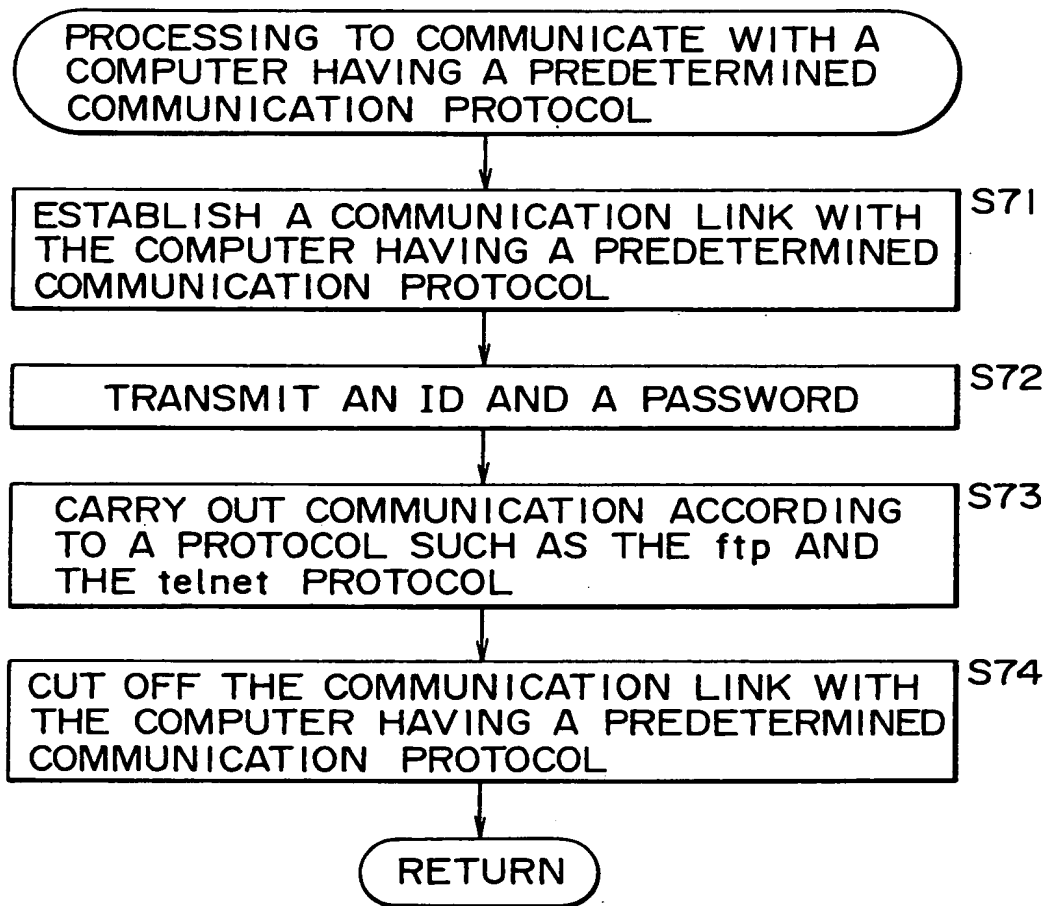 PROCESSING TO COMMUNICATE WITH A
COMPUTER HAVING A PREDETERMINED
COMMUNICATION PROTOCOL
S71
ESTABLISH A COMMUNICATION LINK WITH
THE COMPUTER HAVING A PREDETERMINED
COMMUNICATION PROTOCOL
S72
TRANSMIT AN ID AND A PASSWORD
S73
CARRY OUT COMMUNICATION ACCORDING
TO A PROTOCOL SUCH AS THE ftp AND
THE telnet PROTOCOL
S74
CUT OFF THE COMMUNICATION LINK WITH
THE COMPUTER HAVING A PREDETERMINED
COMMUNICATION PROTOCOL
RETURN